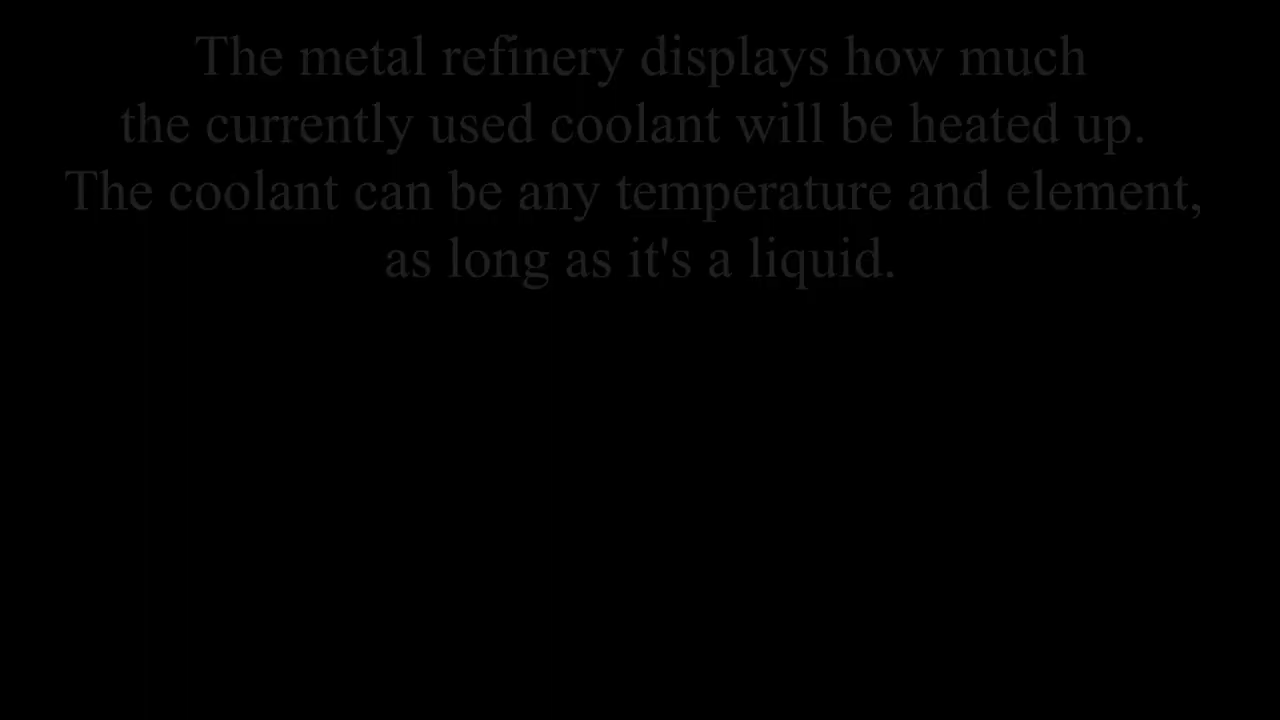 The metal refinery displays how much
the currently used coolant will be heated up.
The coolant can be any temperature and element,
as long as it's a liquid.